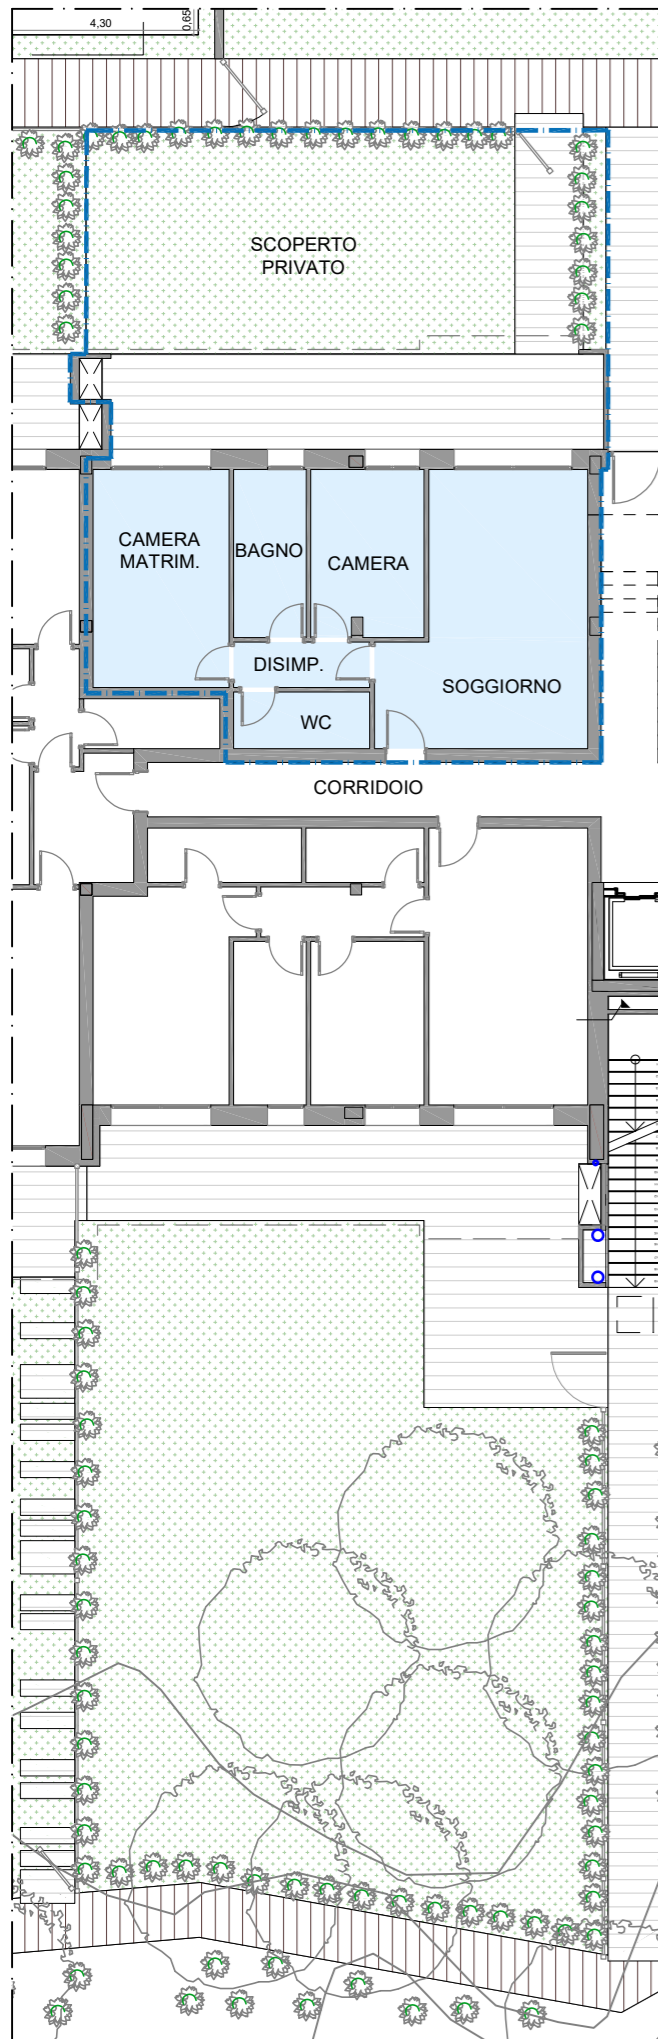 4,30
0,65
SCOPERTO
PRIVATO
CAMERA
MATRIM.
BAGNO
CAMERA
DISIMP.
SOGGIORNO
WC
CORRIDOIO